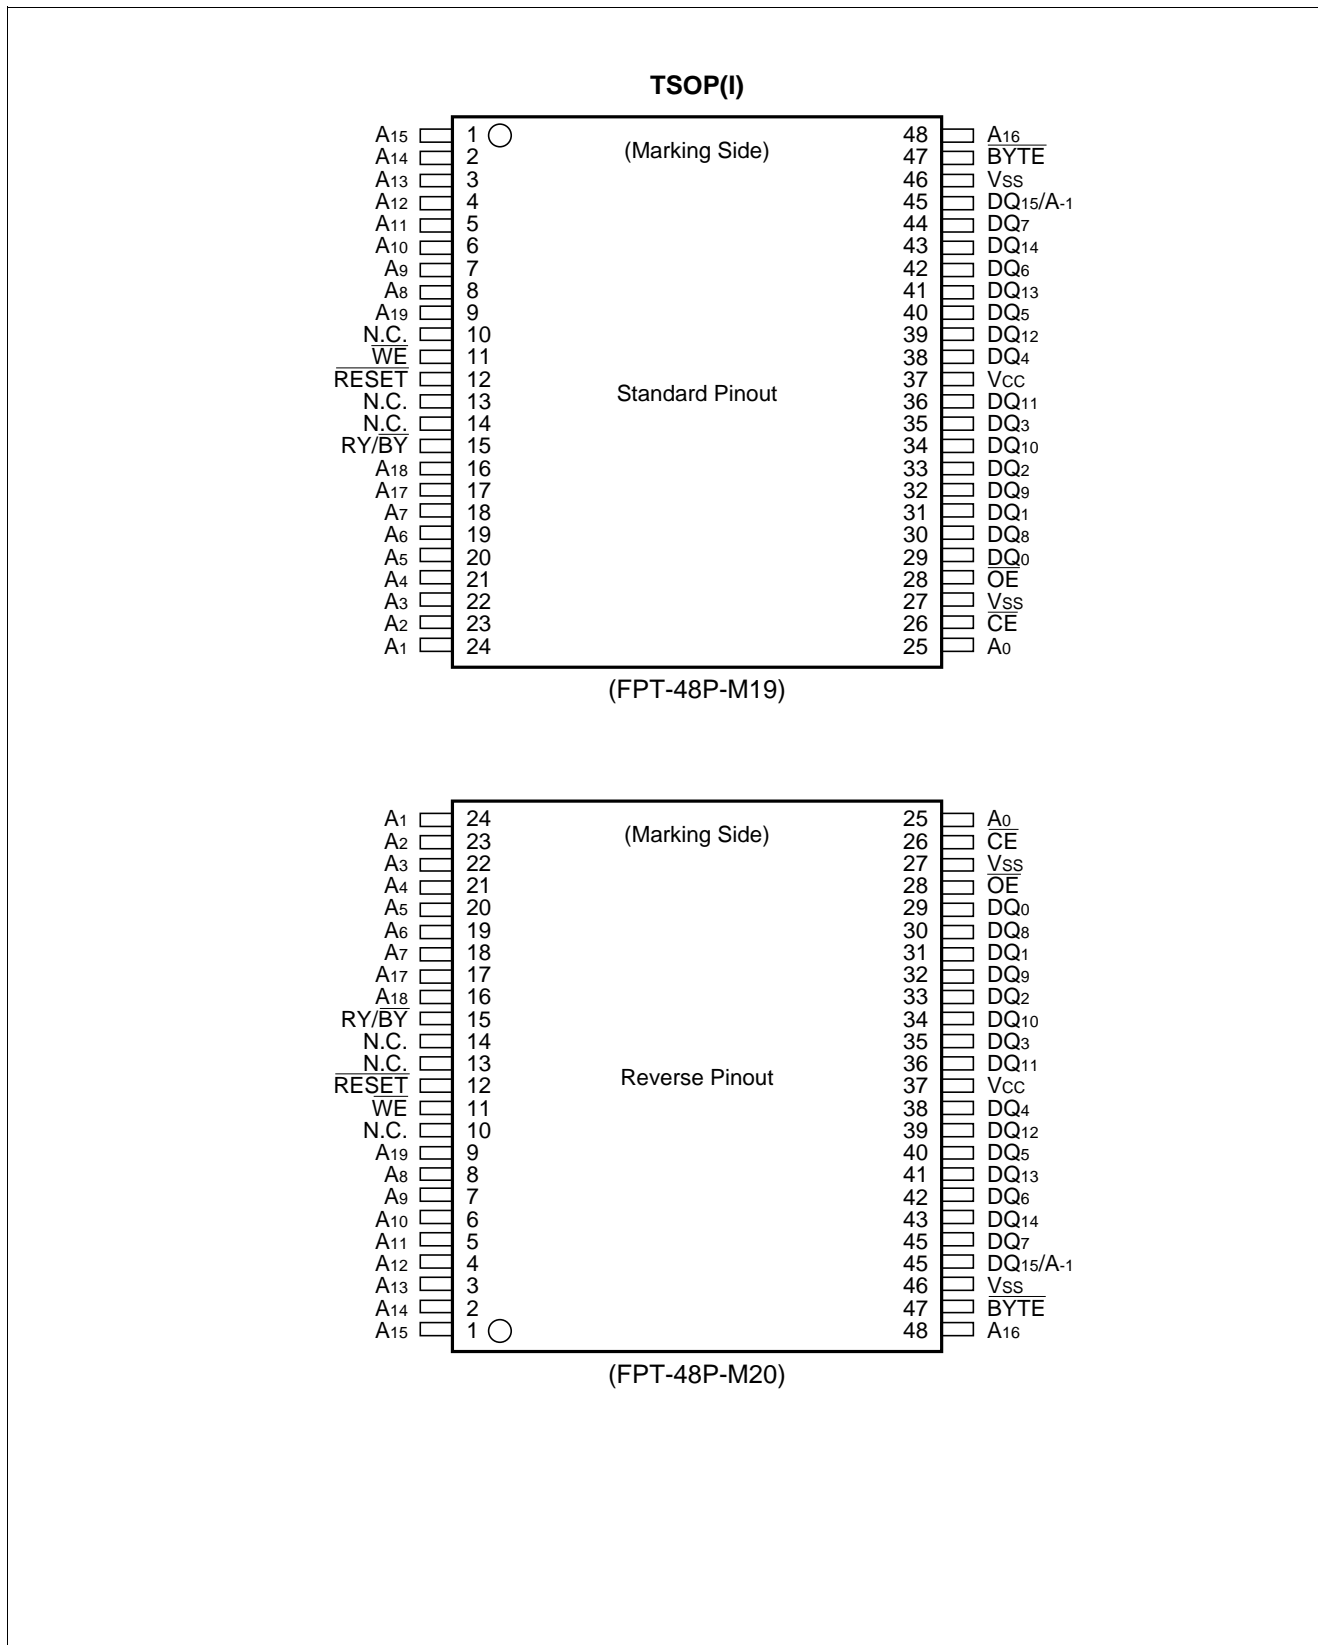 TSOP(I)
A15 1 (Marking Side) 48 A16
A14 2 47 BYTE
A13 3 46 VSS
A12 4 45 DQ15/A-1
A11 5 44 DQ7
A10 6 43 DQ14
A9 7 42 DQ6
A8 8 41 DQ13
A19 9 40 DQ5
N.C. 10 39 DQ12
WE 11 38 DQ4
RESET 12 Standard Pinout 37 VCC
N.C. 13 36 DQ11
N.C. 14 35 DQ3
RY/BY 15 34 DQ10
A18 16 33 DQ2
A17 17 32 DQ9
A7 18 31 DQ1
A6 19 30 DQ8
A5 20 29 DQ0
A4 21 28 OE
A3 22 27 VSS
A2 23 26 CE
A1 24 25 A0
(FPT-48P-M19)
A1 24 (Marking Side) 25 A0
A2 23 26 CE
A3 22 27 VSS
A4 21 28 OE
A5 20 29 DQ0
A6 19 30 DQ8
A7 18 31 DQ1
A17 17 32 DQ9
A18 16 33 DQ2
RY/BY 15 34 DQ10
N.C. 14 35 DQ3
N.C. 13 Reverse Pinout 36 DQ11
RESET 12 37 VCC
WE 11 38 DQ4
N.C. 10 39 DQ12
A19 9 40 DQ5
A8 8 41 DQ13
A9 7 42 DQ6
A10 6 43 DQ14
A11 5 45 DQ7
A12 4 45 DQ15/A-1
A13 3 46 VSS
A14 2 47 BYTE
A15 1 48 A16
(FPT-48P-M20)